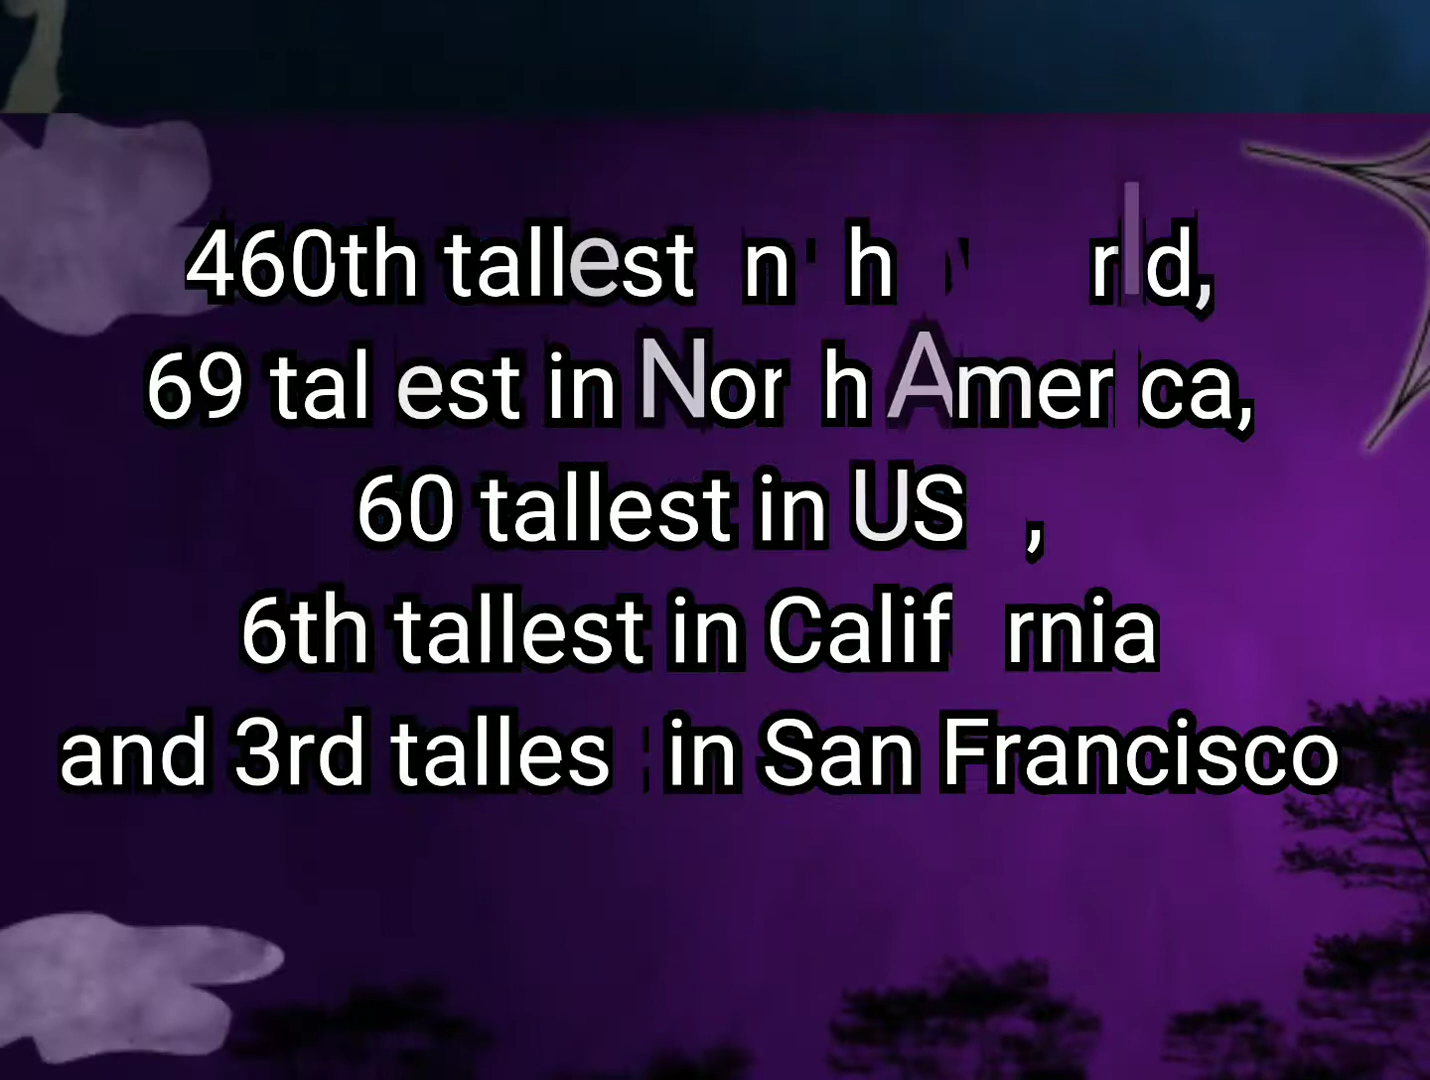 460th tallest n h r d,
69 tal est in Nor h Amer ca,
60 tallest in US ,
6th tallest in Calif rnia
and 3rd talles in San Francisco